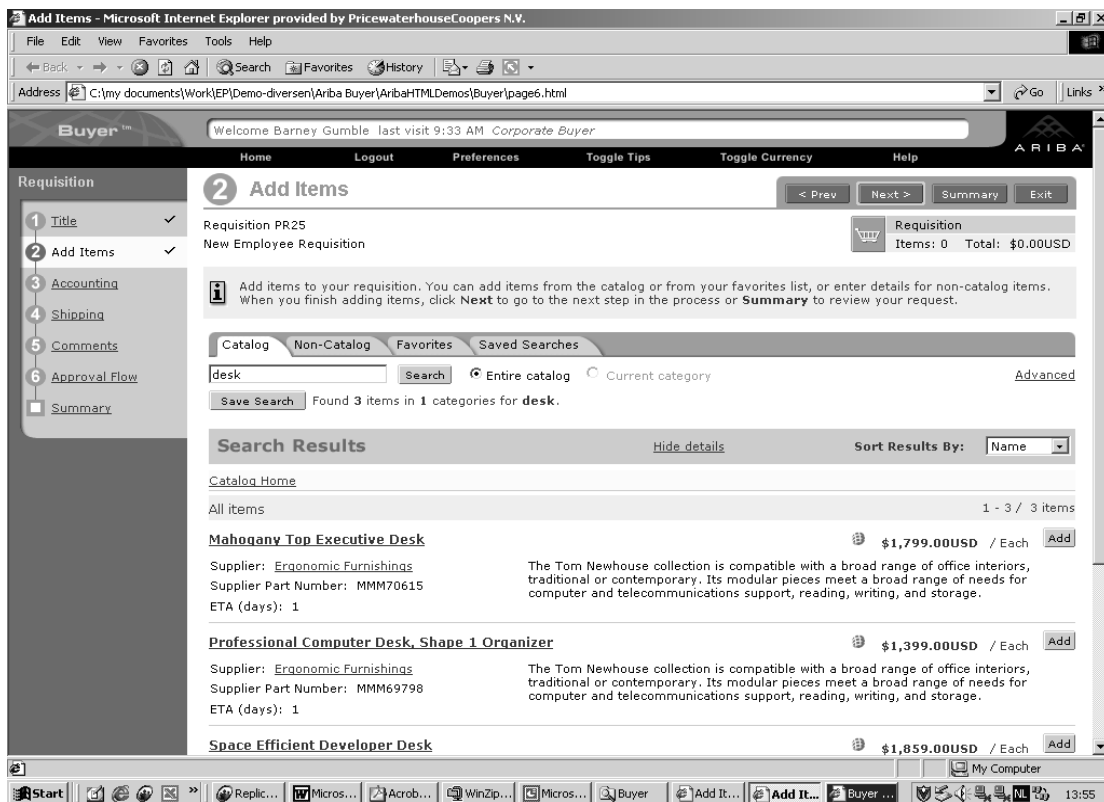 Add Items - Microsoft Internet Explorer provided by PricewaterhouseCoopers N.V.
File Edit View Favorites Tools Help
Back Search Favorites History
Address C:\my documents\Work\EP\Demo-diversen\Ariba Buyer\AribaHTMLDemos\Buyer\page6.html Go Links »
Buyer™ Welcome Barney Gumble last visit 9:33 AM Corporate Buyer
ARIBA
Home Logout Preferences Toggle Tips Toggle Currency Help
Requisition
1 Title
2 Add Items
3 Accounting
4 Shipping
5 Comments
6 Approval Flow
Summary
2 Add Items
< Prev Next > Summary Exit
Requisition PR25
New Employee Requisition
Requisition
Items: 0 Total: $0.00USD
Add items to your requisition. You can add items from the catalog or from your favorites list, or enter details for non-catalog items.
When you finish adding items, click Next to go to the next step in the process or Summary to review your request.
Catalog Non-Catalog Favorites Saved Searches
desk Search Entire catalog Current category Advanced
Save Search Found 3 items in 1 categories for desk.
Search Results Hide details Sort Results By: Name
Catalog Home
All items 1 - 3 / 3 items
Mahogany Top Executive Desk $1,799.00USD / Each Add
Supplier: Ergonomic Furnishings
Supplier Part Number: MMM70615
ETA (days): 1
The Tom Newhouse collection is compatible with a broad range of office interiors,
traditional or contemporary. Its modular pieces meet a broad range of needs for
computer and telecommunications support, reading, writing, and storage.
Professional Computer Desk, Shape 1 Organizer $1,399.00USD / Each Add
Supplier: Ergonomic Furnishings
Supplier Part Number: MMM69798
ETA (days): 1
The Tom Newhouse collection is compatible with a broad range of office interiors,
traditional or contemporary. Its modular pieces meet a broad range of needs for
computer and telecommunications support, reading, writing, and storage.
Space Efficient Developer Desk $1,859.00USD / Each Add
My Computer
Start » Replic... Micros... Acrob... WinZip... Micros... Buyer Add It... Add It... Buyer ... NL 13:55